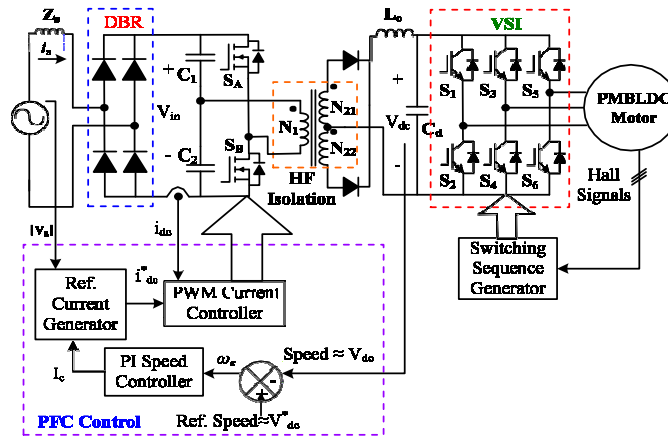 Zs
DBR
Lo
VSI
is
+
C1
SA
S1
S3
S5
PMBLDC
Motor
Vin
N1
N21
N22
+
Vdc
Cd
-
-
C2
SB
HF
Isolation
S2
S4
S6
Hall
Signals
|vs|
idc
Switching
Sequence
Generator
Ref.
Current
Generator
i*dc
PWM Current
Controller
Ic
PI Speed
Controller
ωe
-
+
Speed ≈ Vdc
PFC Control
Ref. Speed≈V*dc